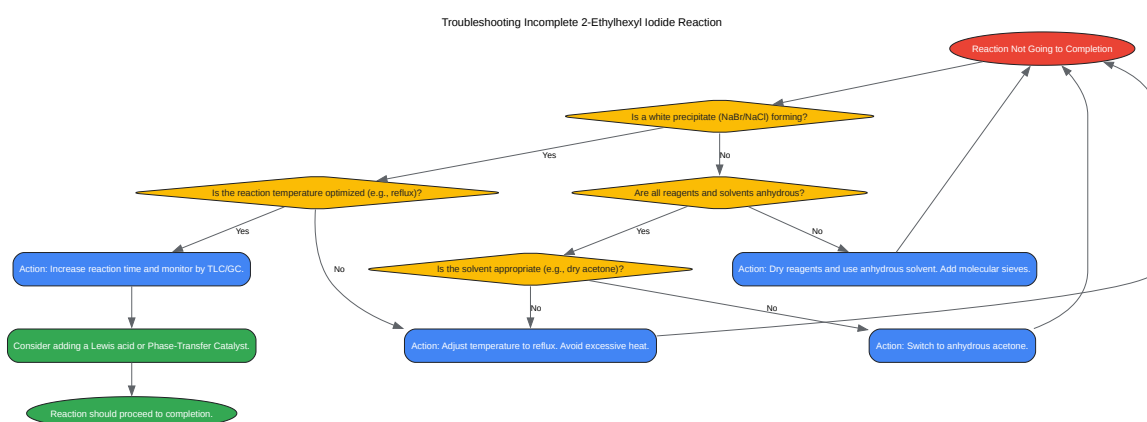 Troubleshooting Incomplete 2-Ethylhexyl Iodide Reaction
Reaction Not Going to Completion
Is a white precipitate (NaBr/NaCl) forming?
Yes
No
Is the reaction temperature optimized (e.g., reflux)?
Are all reagents and solvents anhydrous?
Yes
Yes
No
Action: Increase reaction time and monitor by TLC/GC.
No
Is the solvent appropriate (e.g., dry acetone)?
Action: Dry reagents and use anhydrous solvent. Add molecular sieves.
No
No
Consider adding a Lewis acid or Phase-Transfer Catalyst.
Action: Adjust temperature to reflux. Avoid excessive heat.
Action: Switch to anhydrous acetone.
Reaction should proceed to completion.